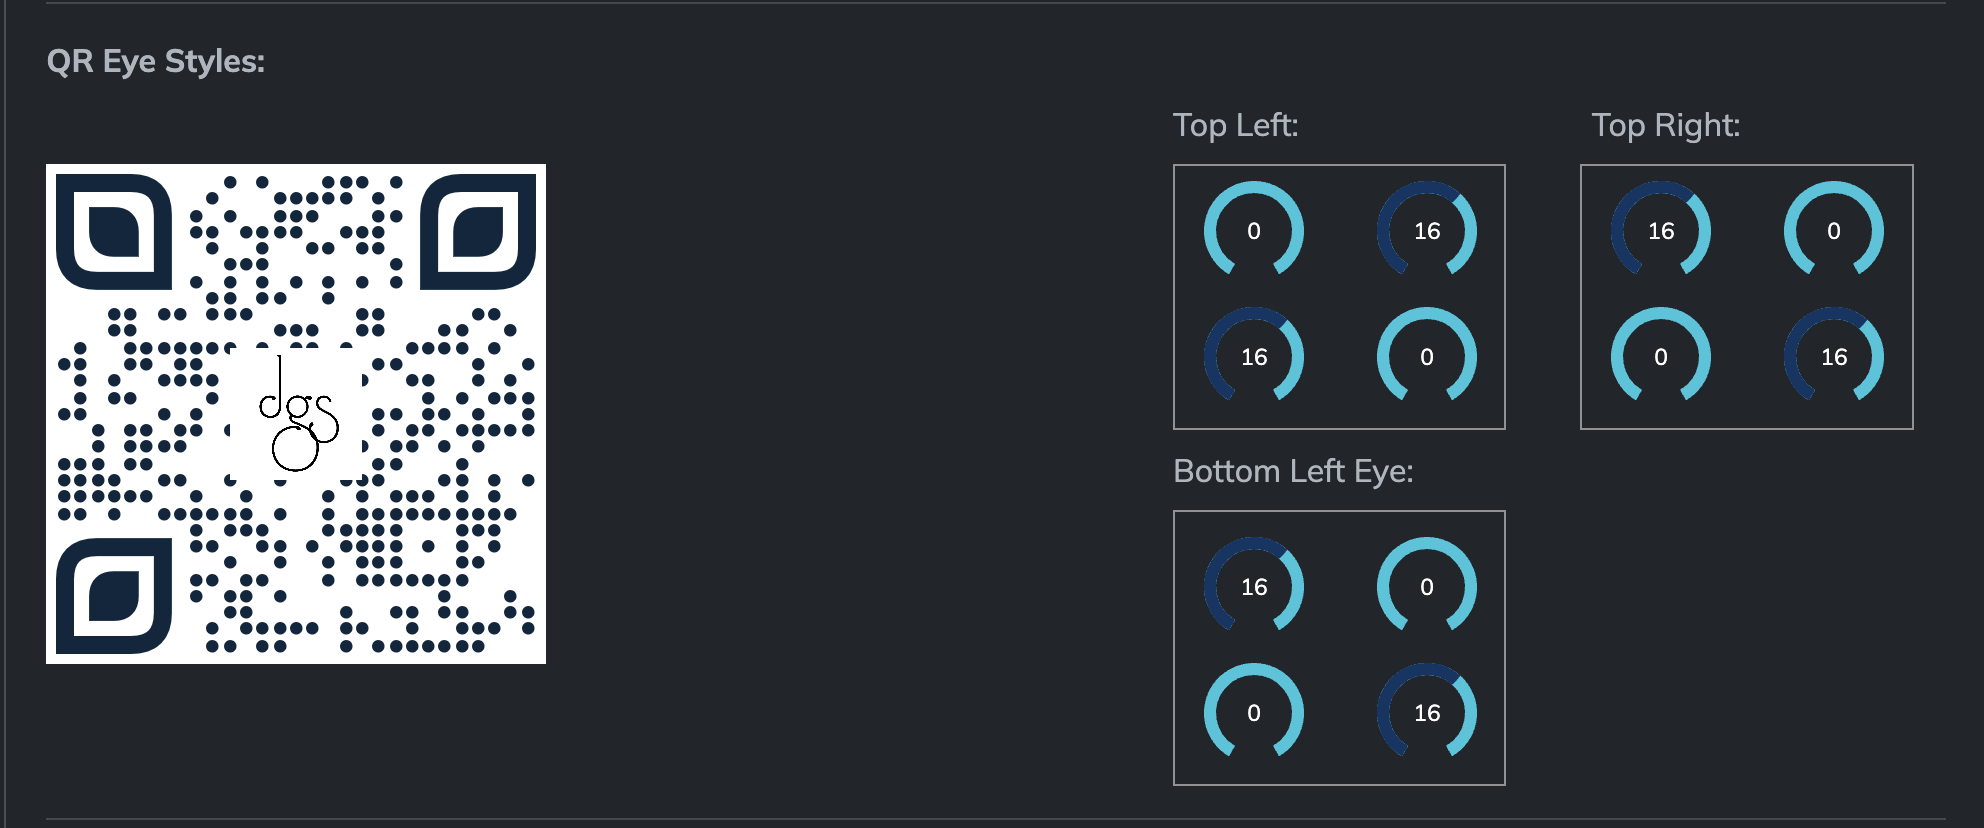 QR Eye Styles:
Top Left:
Top Right:
0 16
16 0
16 0
0 16
dgs
Bottom Left Eye:
16 0
0 16